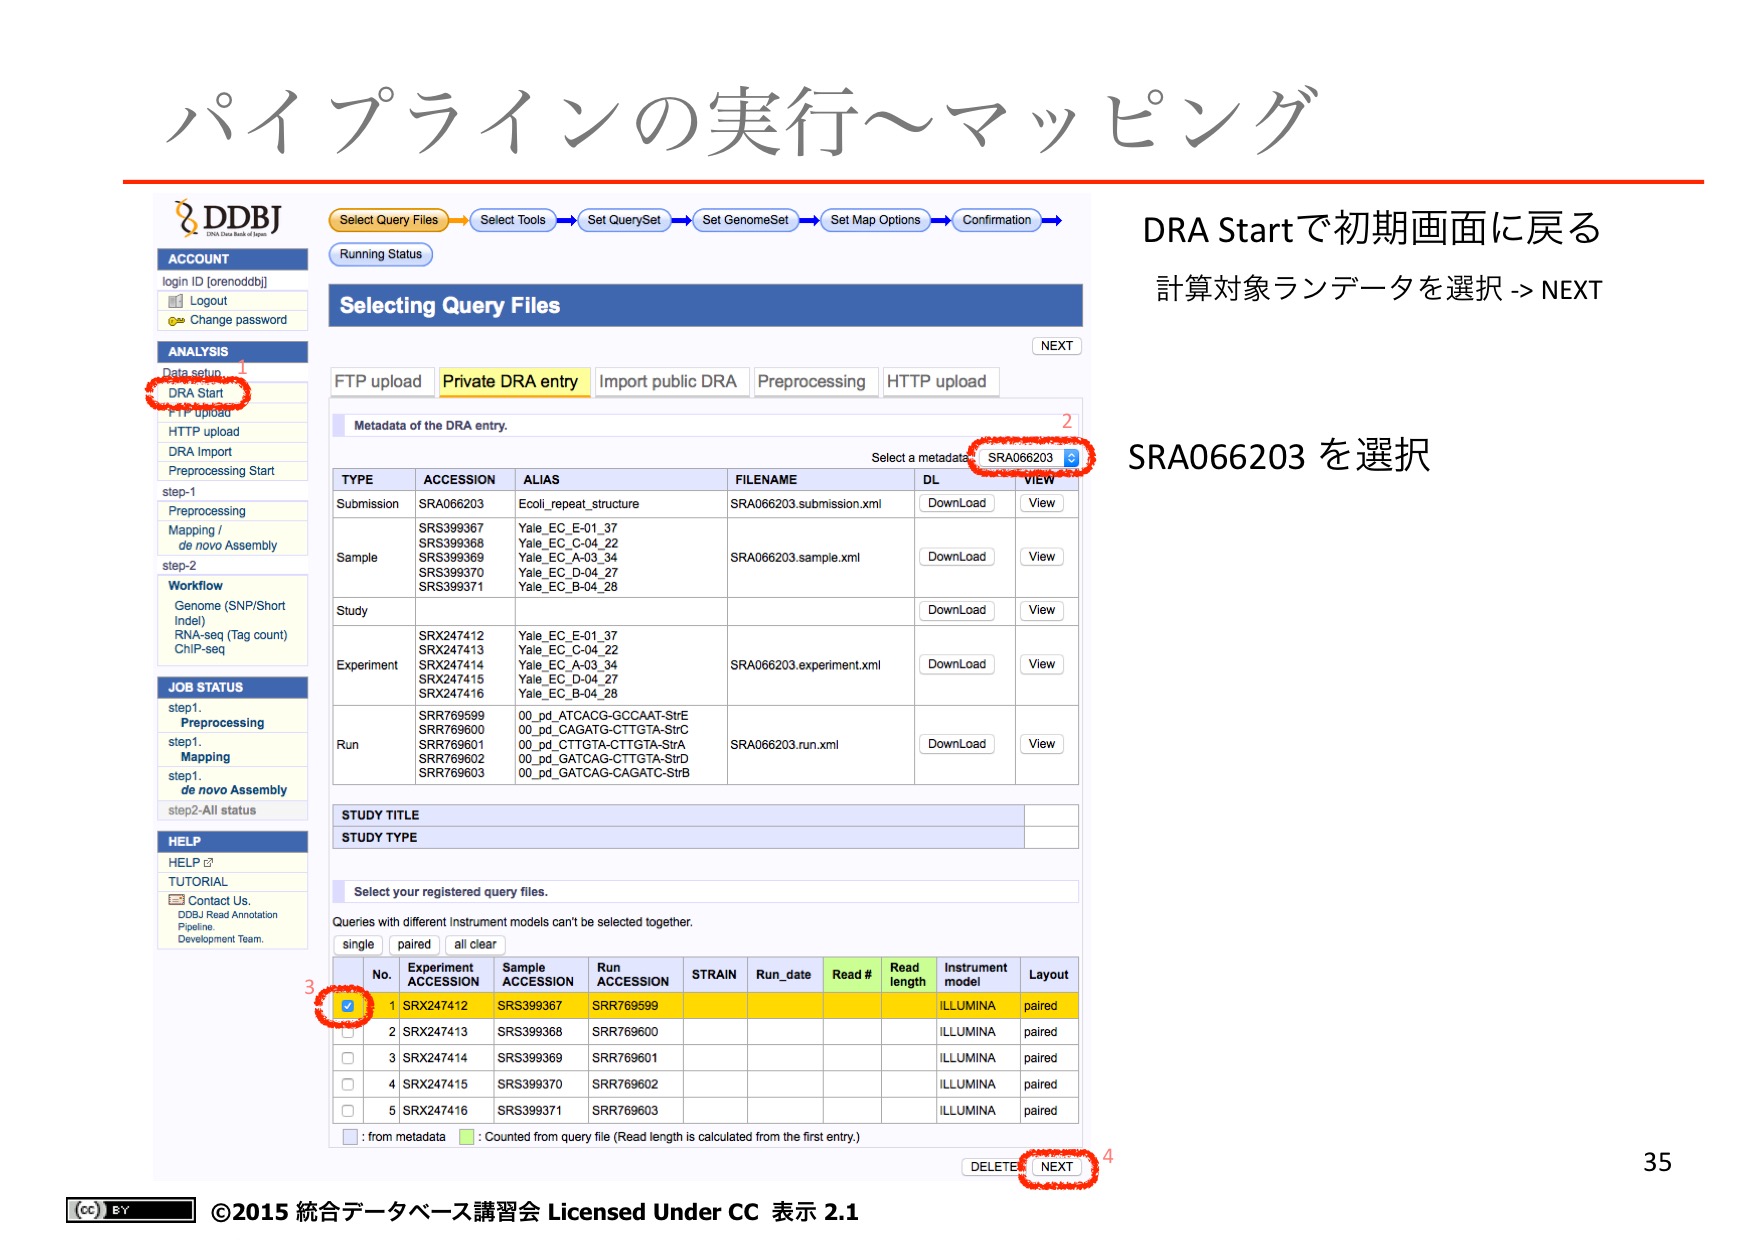 パイプラインの実行～マッピング
DDBJ
DNA Data Bank of Japan
ACCOUNT
login ID [orenoddbj]
Logout
Change password
ANALYSIS
1
Data setup
DRA Start
FTP upload
HTTP upload
DRA Import
Preprocessing Start
step-1
Preprocessing
Mapping /
de novo Assembly
step-2
Workflow
Genome (SNP/Short
Indel)
RNA-seq (Tag count)
ChIP-seq
JOB STATUS
step1.
Preprocessing
step1.
Mapping
step1.
de novo Assembly
step2-All status
HELP
HELP
TUTORIAL
Contact Us.
DDBJ Read Annotation
Pipeline.
Development Team.
Select Query Files Select Tools Set QuerySet Set GenomeSet Set Map Options Confirmation
Running Status
Selecting Query Files
NEXT
FTP upload Private DRA entry Import public DRA Preprocessing HTTP upload
Metadata of the DRA entry.
2
Select a metadata SRA066203
TYPE ACCESSION ALIAS FILENAME DL VIEW
Submission SRA066203 Ecoli_repeat_structure SRA066203.submission.xml DownLoad View
SRS399367 Yale_EC_E-01_37
SRS399368 Yale_EC_C-04_22
Sample SRS399369 Yale_EC_A-03_34 SRA066203.sample.xml DownLoad View
SRS399370 Yale_EC_D-04_27
SRS399371 Yale_EC_B-04_28
Study DownLoad View
SRX247412 Yale_EC_E-01_37
SRX247413 Yale_EC_C-04_22
Experiment SRX247414 Yale_EC_A-03_34 SRA066203.experiment.xml DownLoad View
SRX247415 Yale_EC_D-04_27
SRX247416 Yale_EC_B-04_28
SRR769599 00_pd_ATCACG-GCCAAT-StrE
SRR769600 00_pd_CAGATG-CTTGTA-StrC
Run SRR769601 00_pd_CTTGTA-CTTGTA-StrA SRA066203.run.xml DownLoad View
SRR769602 00_pd_GATCAG-CTTGTA-StrD
SRR769603 00_pd_GATCAG-CAGATC-StrB
STUDY TITLE
STUDY TYPE
Select your registered query files.
Queries with different Instrument models can't be selected together.
single paired all clear
No. Experiment ACCESSION Sample ACCESSION Run ACCESSION STRAIN Run_date Read # Read length Instrument model Layout
3
1 SRX247412 SRS399367 SRR769599 ILLUMINA paired
2 SRX247413 SRS399368 SRR769600 ILLUMINA paired
3 SRX247414 SRS399369 SRR769601 ILLUMINA paired
4 SRX247415 SRS399370 SRR769602 ILLUMINA paired
5 SRX247416 SRS399371 SRR769603 ILLUMINA paired
: from metadata : Counted from query file (Read length is calculated from the first entry.)
DELETE NEXT 4
DRA Startで初期画面に戻る
計算対象ランデータを選択 -> NEXT
SRA066203 を選択
35
(cc) BY ©2015 統合データベース講習会 Licensed Under CC 表示 2.1